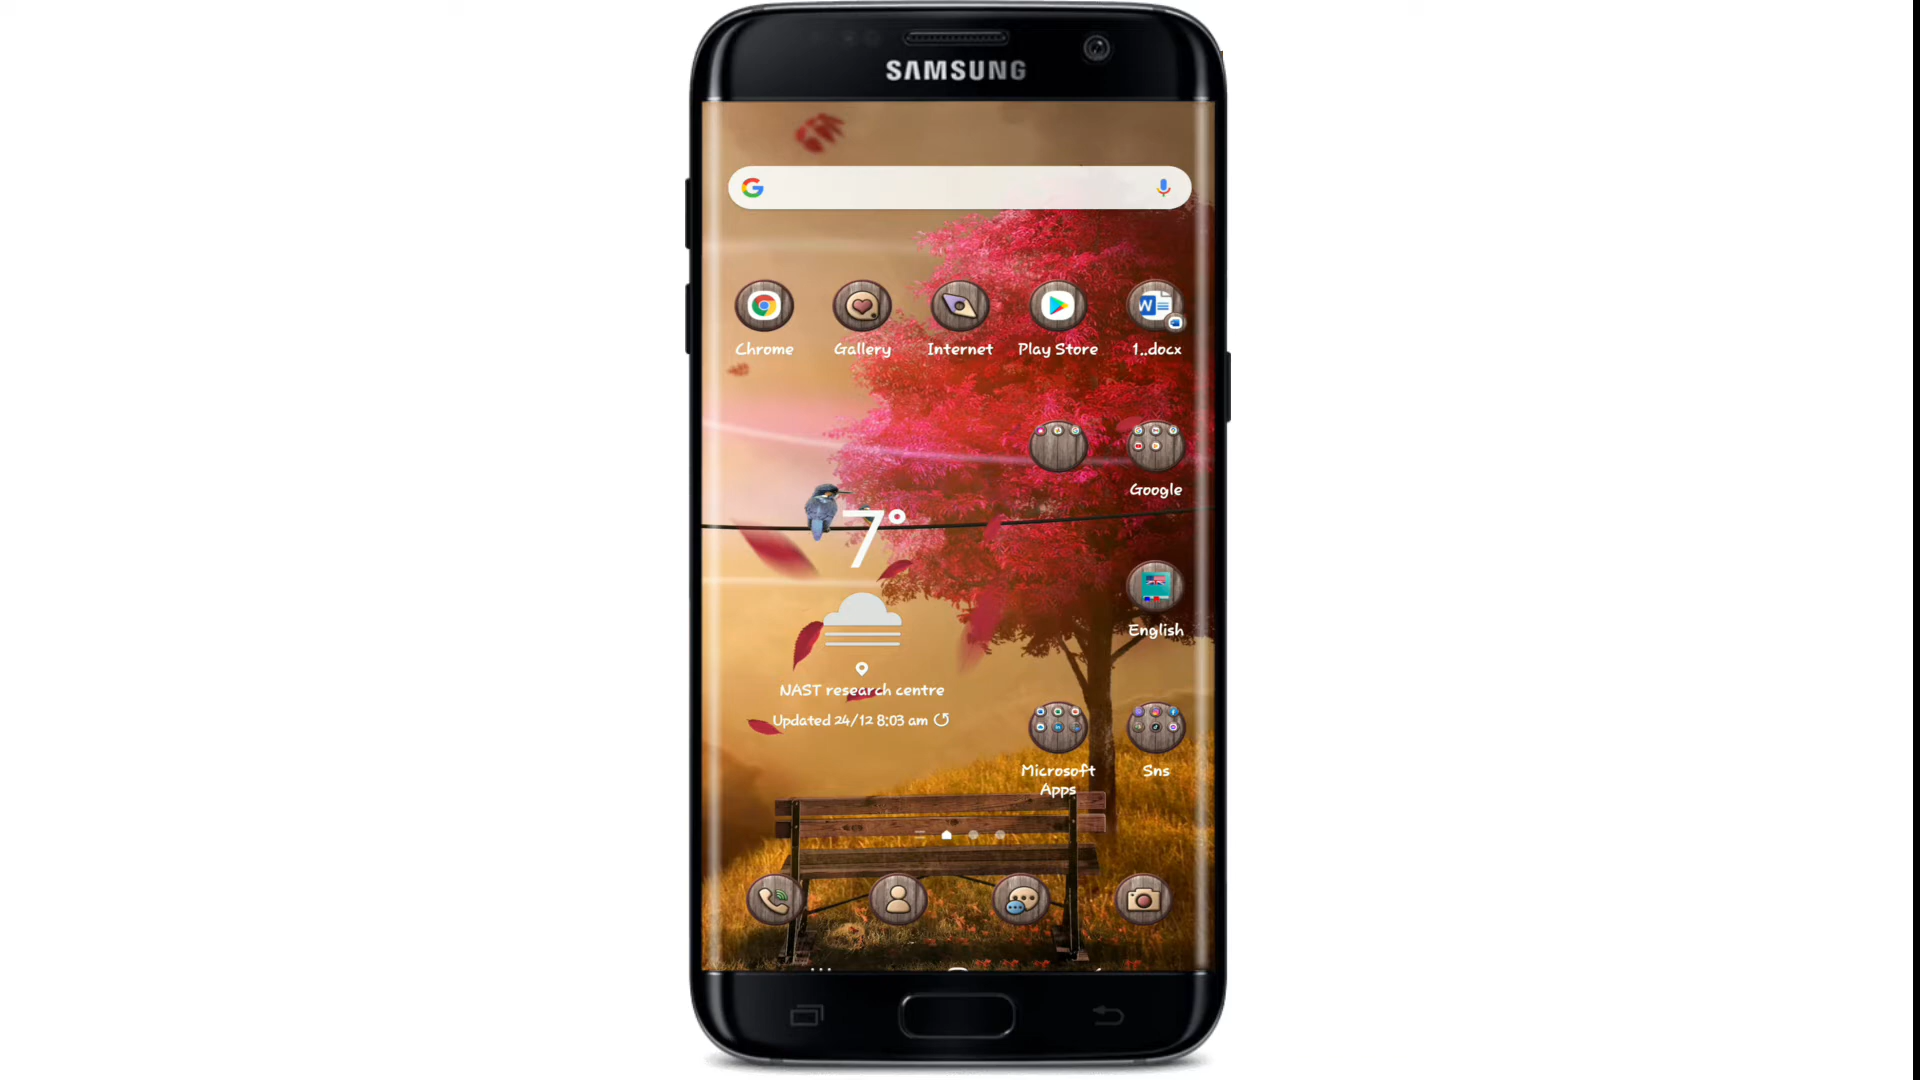 SAMSUNG
Chrome
Gallery
Internet
Play Store
1..docx
Google
7°
English
NAST research centre
Updated 24/12 8:03 am
Microsoft
Apps
Sns